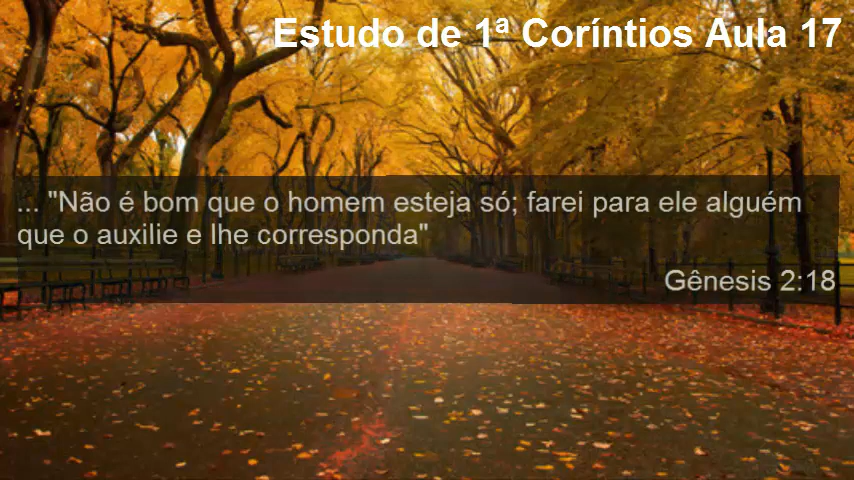 Estudo de 1ª Coríntios Aula 17
... "Não é bom que o homem esteja só; farei para ele alguém
que o auxilie e lhe corresponda"
Gênesis 2:18